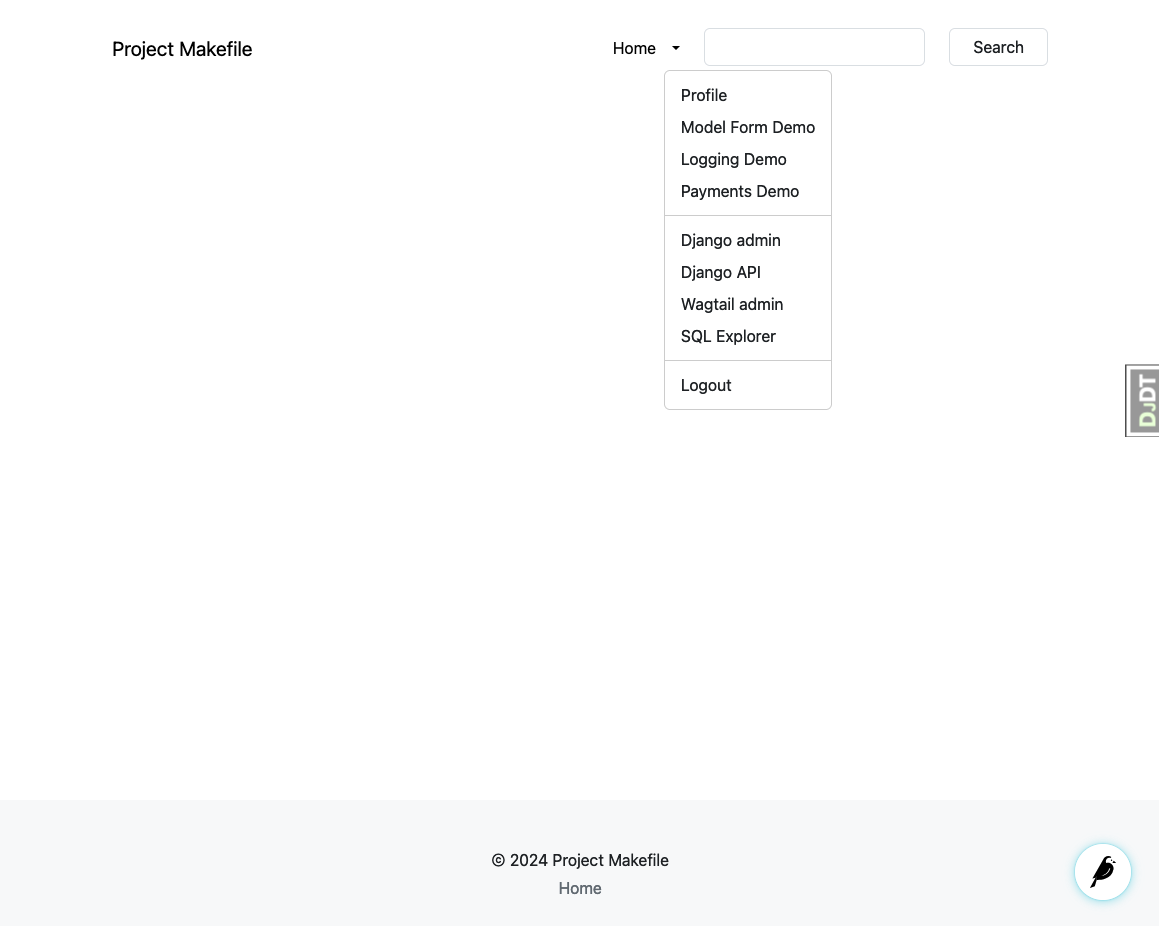 Project Makefile
Home
Search
Profile
Model Form Demo
Logging Demo
Payments Demo
Django admin
Django API
Wagtail admin
SQL Explorer
Logout
DJDT
© 2024 Project Makefile
Home